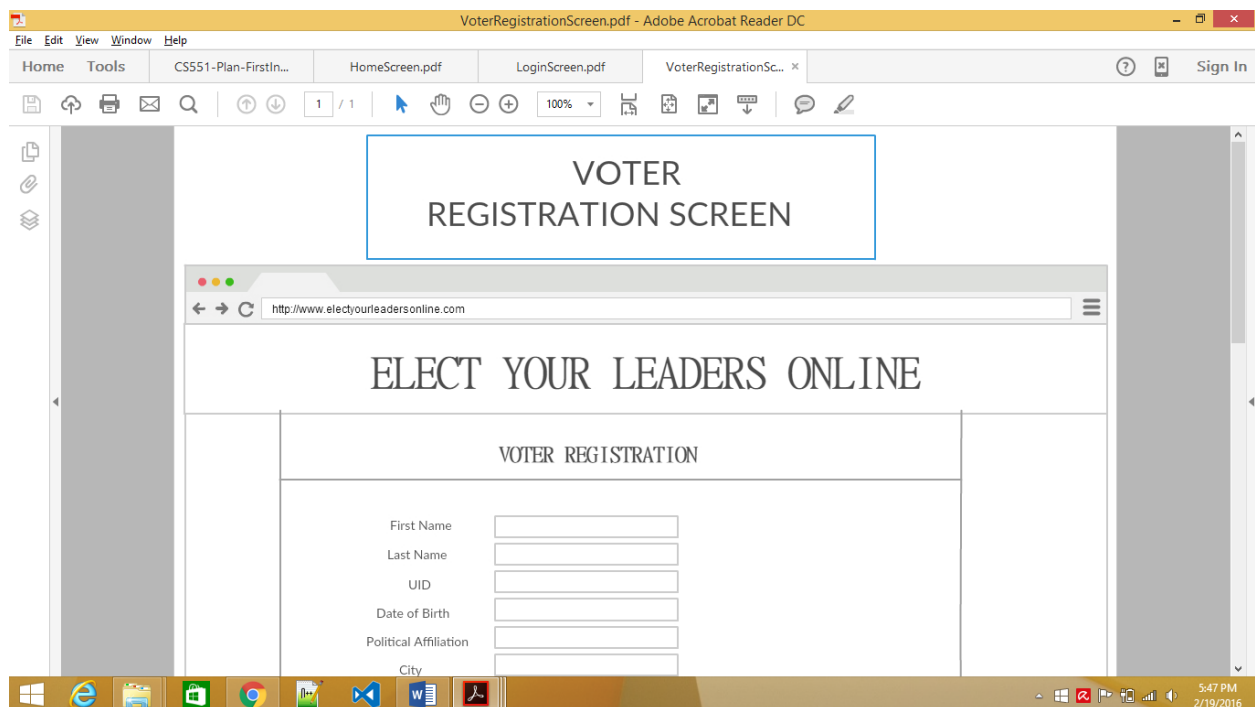 VoterRegistrationScreen.pdf - Adobe Acrobat Reader DC
File Edit View Window Help
Home Tools CS551-Plan-FirstIn... HomeScreen.pdf LoginScreen.pdf VoterRegistrationSc... × Sign In
1 / 1 100%
VOTER
REGISTRATION SCREEN
http://www.electyourleadersonline.com
ELECT YOUR LEADERS ONLINE
VOTER REGISTRATION
First Name
Last Name
UID
Date of Birth
Political Affiliation
City
5:47 PM
2/19/2016